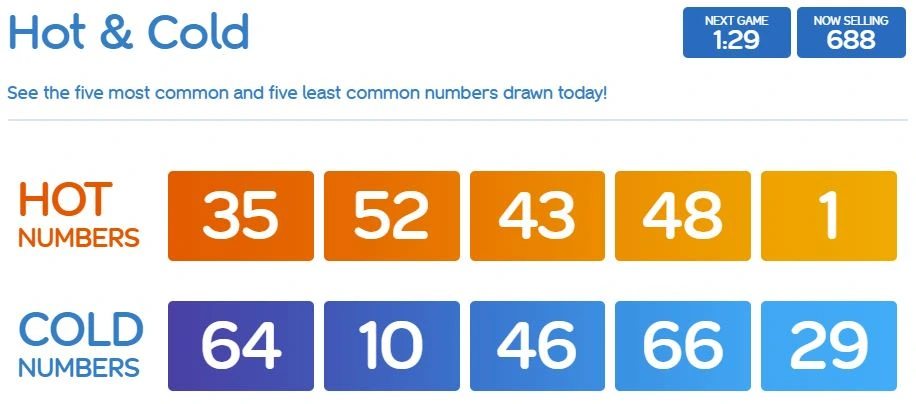 Hot & Cold
NEXT GAME
1:29
NOW SELLING
688
See the five most common and five least common numbers drawn today!
HOT
NUMBERS
35 52 43 48 1
COLD
NUMBERS
64 10 46 66 29